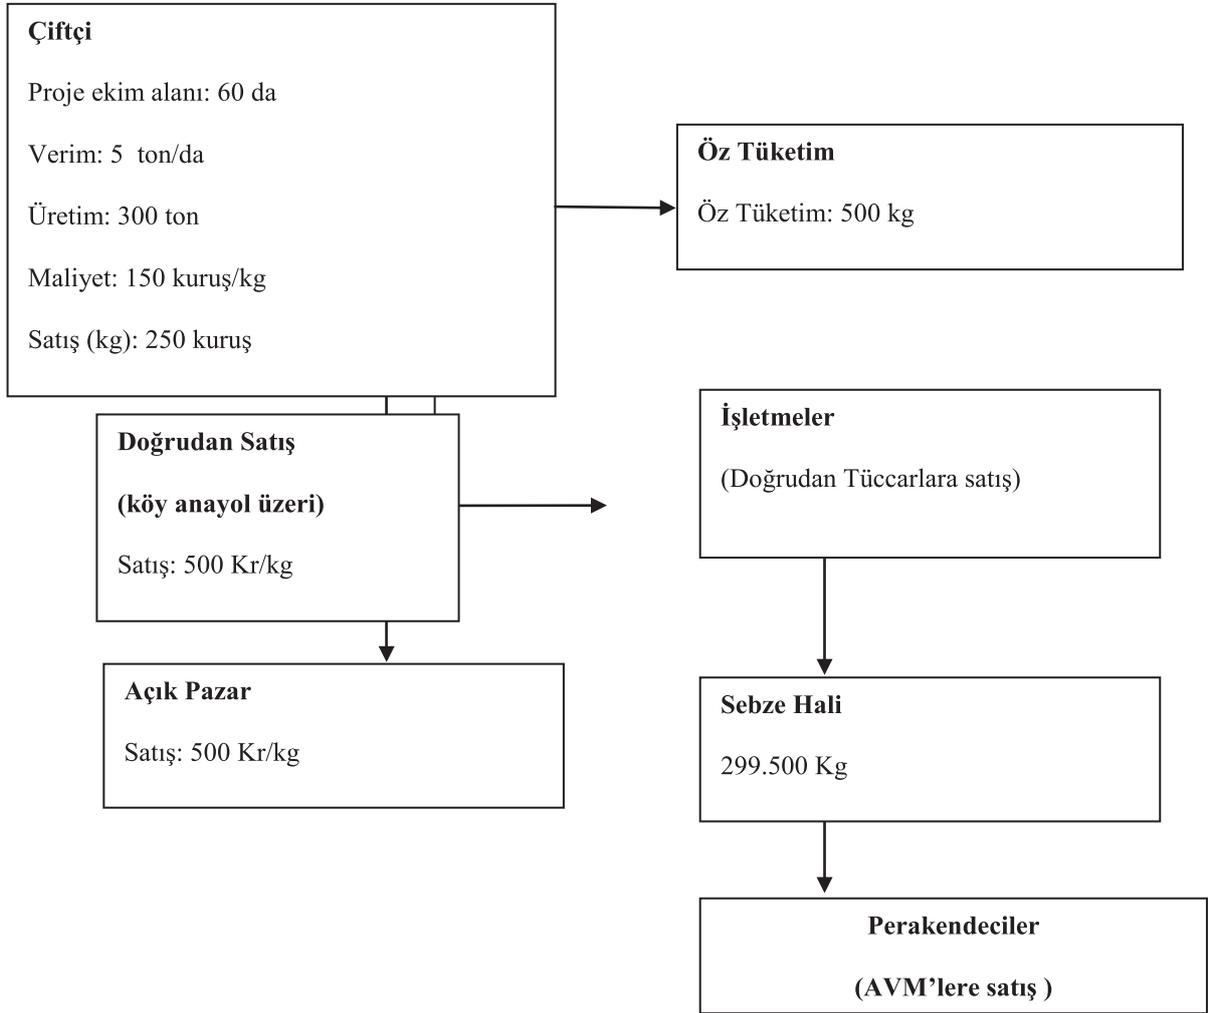 Çiftçi
Proje ekim alanı: 60 da
Verim: 5 ton/da
Üretim: 300 ton
Maliyet: 150 kuruş/kg
Satış (kg): 250 kuruş
Öz Tüketim
Öz Tüketim: 500 kg
Doğrudan Satış
(köy anayol üzeri)
Satış: 500 Kr/kg
İşletmeler
(Doğrudan Tüccarlara satış)
Açık Pazar
Satış: 500 Kr/kg
Sebze Hali
299.500 Kg
Perakendeciler
(AVM’lere satış )